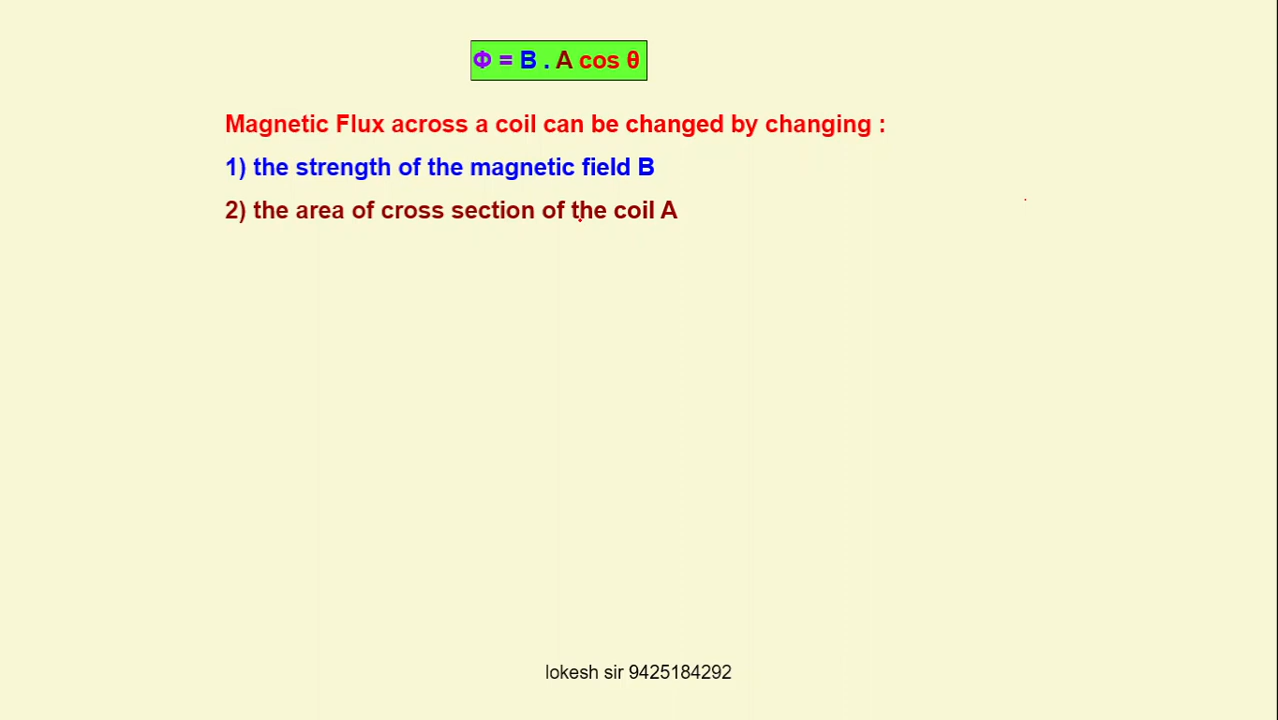 Φ = B . A cos θ
Magnetic Flux across a coil can be changed by changing :
1) the strength of the magnetic field B
2) the area of cross section of the coil A
lokesh sir 9425184292